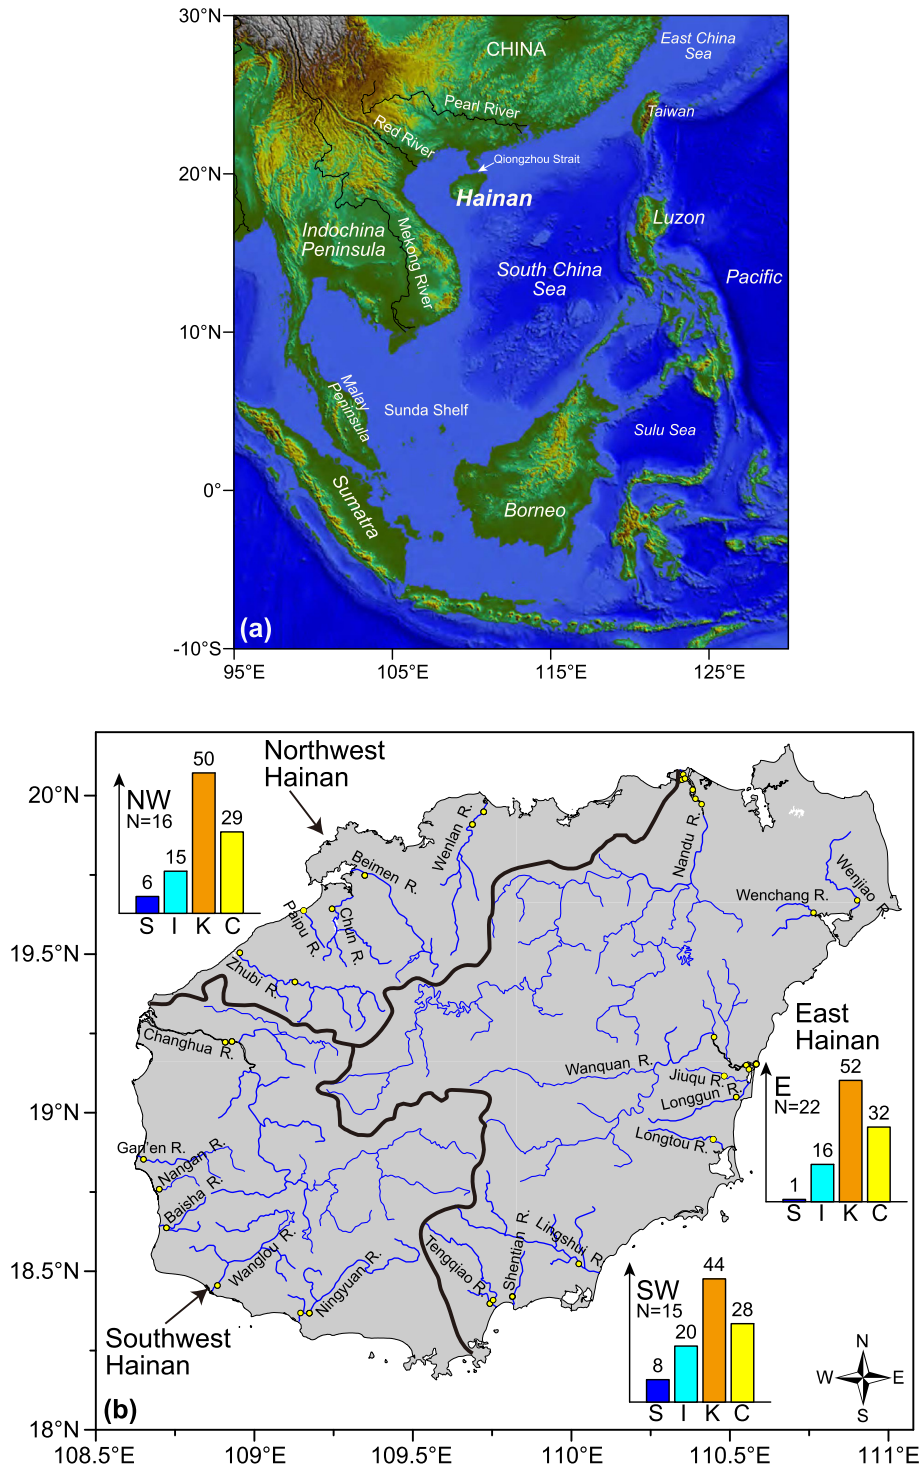 30°N
20°N
10°N
0°
-10°S
95°E
105°E
115°E
125°E
CHINA
East China
Sea
Pearl River
Taiwan
Red River
Qiongzhou Strait
Hainan
Luzon
Indochina
Peninsula
Mekong River
South China
Sea
Pacific
Malay
Peninsula
Sunda Shelf
Sulu Sea
Sumatra
Borneo
(a)
Northwest
Hainan
NW
N=16
6
15
50
29
S I K C
20°N
19.5°N
19°N
18.5°N
18°N
Wenlan R.
Beimen R.
Nandu R.
Wenjiao R.
Wenchang R.
Paipu R.
Chun R.
Zhubi R.
Changhua R.
East
Hainan
E
N=22
1
16
52
32
S I K C
Wanquan R.
Jiuqu R.
Longgun R.
Longtou R.
Gan'en R.
Nangan R.
Baisha R.
Wanglou R.
Ningyuan R.
Tengqiao R.
Shentian R.
Lingshui R.
Southwest
Hainan
SW
N=15
8
20
44
28
S I K C
N
W E
S
(b)
108.5°E
109°E
109.5°E
110°E
110.5°E
111°E